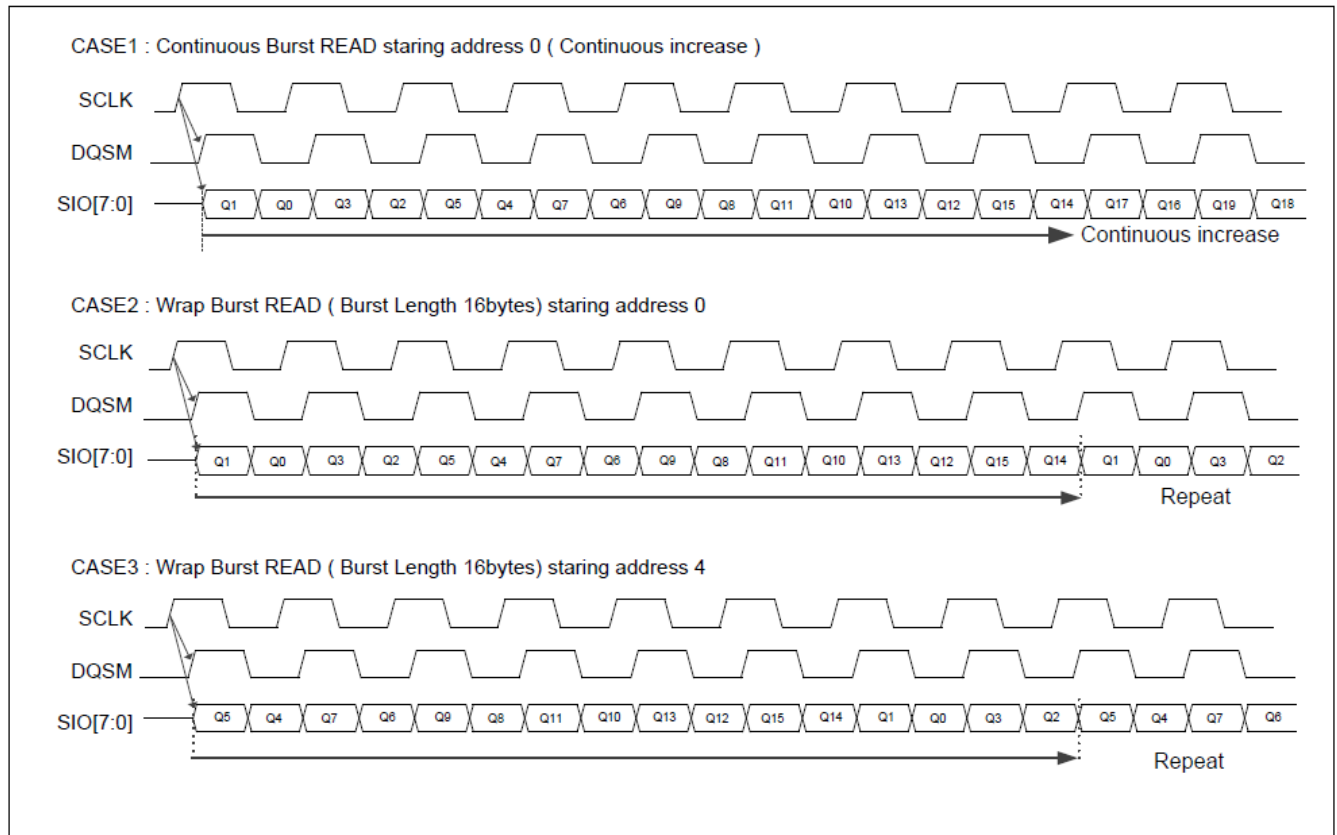 CASE1 : Continuous Burst READ staring address 0 ( Continuous increase )
SCLK
DQSM
SIO[7:0] Q1 Q0 Q3 Q2 Q5 Q4 Q7 Q6 Q9 Q8 Q11 Q10 Q13 Q12 Q15 Q14 Q17 Q16 Q19 Q18
Continuous increase
CASE2 : Wrap Burst READ ( Burst Length 16bytes) staring address 0
SCLK
DQSM
SIO[7:0] Q1 Q0 Q3 Q2 Q5 Q4 Q7 Q6 Q9 Q8 Q11 Q10 Q13 Q12 Q15 Q14 Q1 Q0 Q3 Q2
Repeat
CASE3 : Wrap Burst READ ( Burst Length 16bytes) staring address 4
SCLK
DQSM
SIO[7:0] Q5 Q4 Q7 Q6 Q9 Q8 Q11 Q10 Q13 Q12 Q15 Q14 Q1 Q0 Q3 Q2 Q5 Q4 Q7 Q6
Repeat